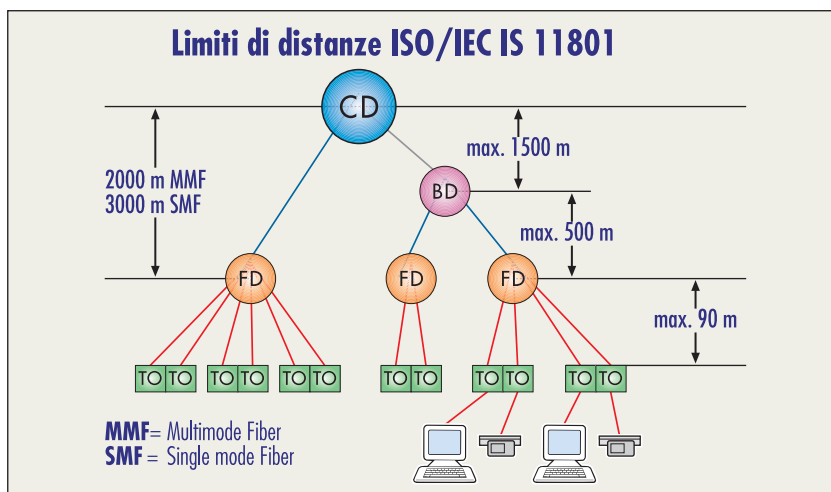 Limiti di distanze ISO/IEC IS 11801
CD
max. 1500 m
2000 m MMF
3000 m SMF
BD
max. 500 m
FD
FD
FD
max. 90 m
TO TO TO TO TO TO TO TO TO TO TO TO
MMF= Multimode Fiber
SMF = Single mode Fiber